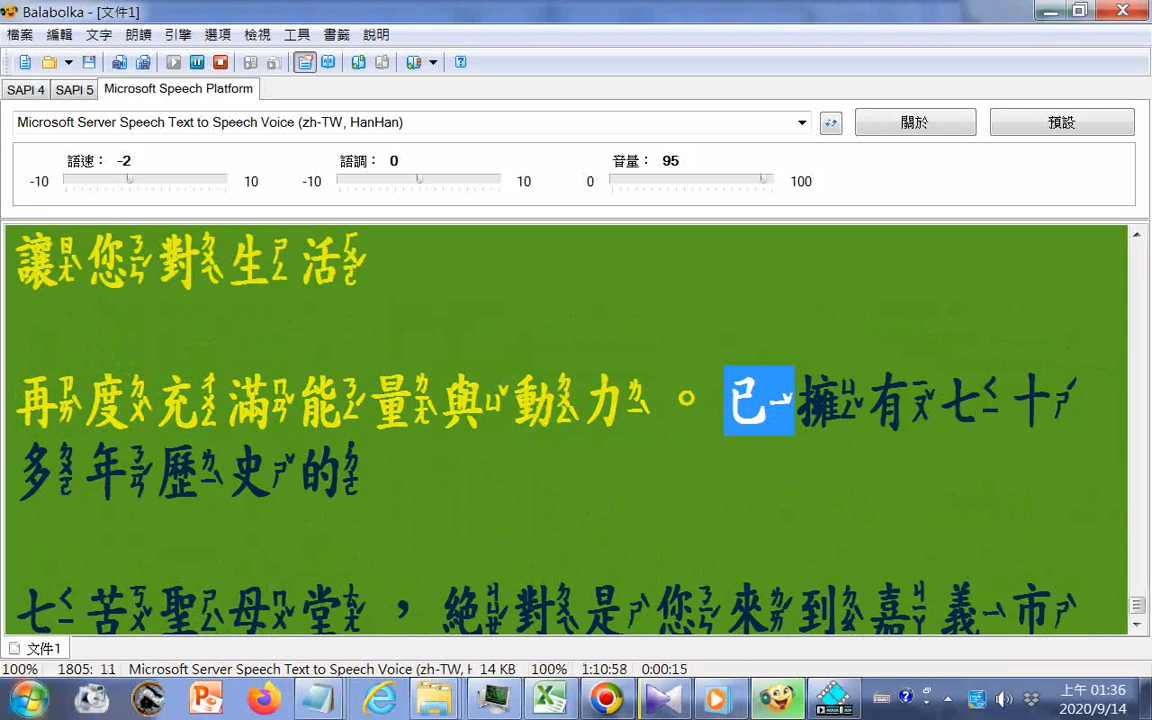 Balabolka - [文件1]
檔案 編輯 文字 朗讀 引擎 選項 檢視 工具 書籤 說明
SAPI 4 SAPI 5 Microsoft Speech Platform
Microsoft Server Speech Text to Speech Voice (zh-TW, HanHan) 關於 預設
語速： -2 語調： 0 音量： 95
-10 10 -10 10 0 100
讓您對生活
再度充滿能量與動力。已擁有七十
多年歷史的
七苦聖母堂，絕對是您來到嘉義市
文件1
100% 1805: 11 Microsoft Server Speech Text to Speech Voice (zh-TW, H 14 KB 100% 1:10:58 0:00:15
上午 01:36
2020/9/14